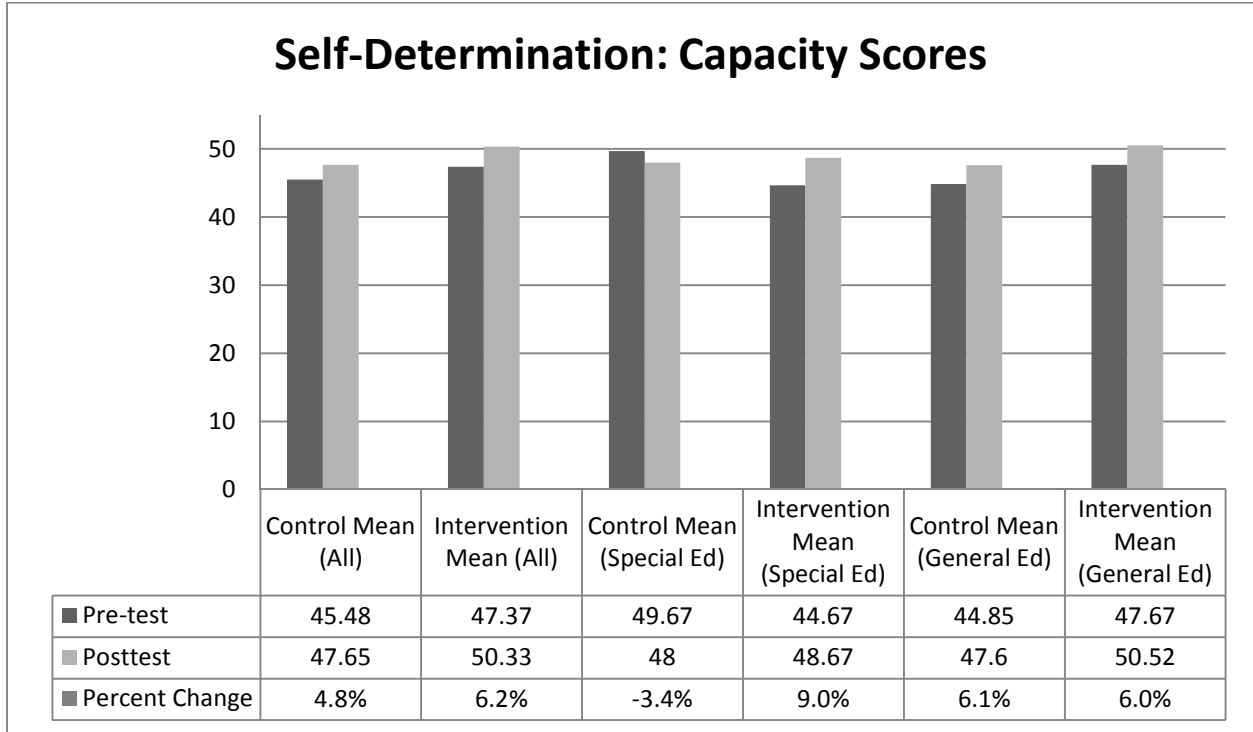 Self-Determination: Capacity Scores
50
40
30
20
10
0
Control Mean (All)
Intervention Mean (All)
Control Mean (Special Ed)
Intervention Mean (Special Ed)
Control Mean (General Ed)
Intervention Mean (General Ed)
Pre-test 45.48 47.37 49.67 44.67 44.85 47.67
Posttest 47.65 50.33 48 48.67 47.6 50.52
Percent Change 4.8% 6.2% -3.4% 9.0% 6.1% 6.0%